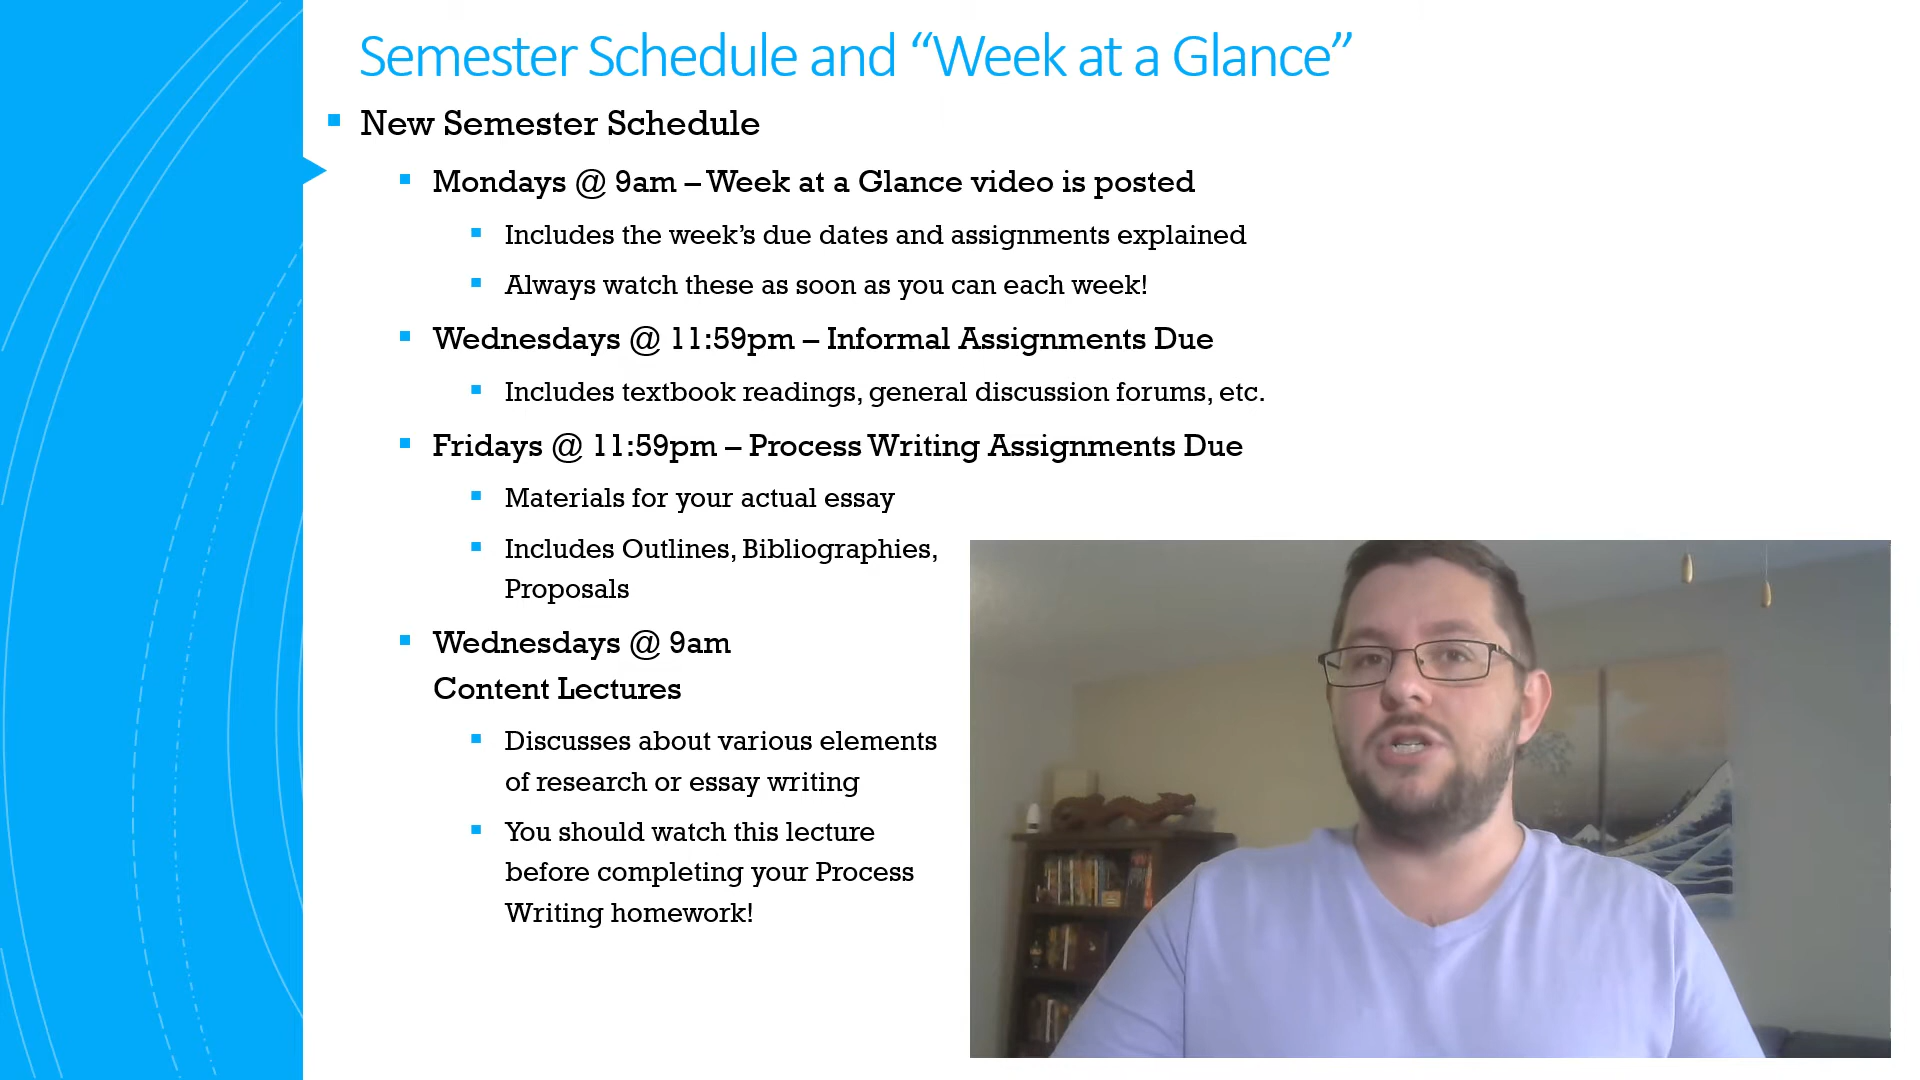 Semester Schedule and “Week at a Glance”
New Semester Schedule
Mondays @ 9am – Week at a Glance video is posted
Includes the week’s due dates and assignments explained
Always watch these as soon as you can each week!
Wednesdays @ 11:59pm – Informal Assignments Due
Includes textbook readings, general discussion forums, etc.
Fridays @ 11:59pm – Process Writing Assignments Due
Materials for your actual essay
Includes Outlines, Bibliographies,
Proposals
Wednesdays @ 9am
Content Lectures
Discusses about various elements
of research or essay writing
You should watch this lecture
before completing your Process
Writing homework!